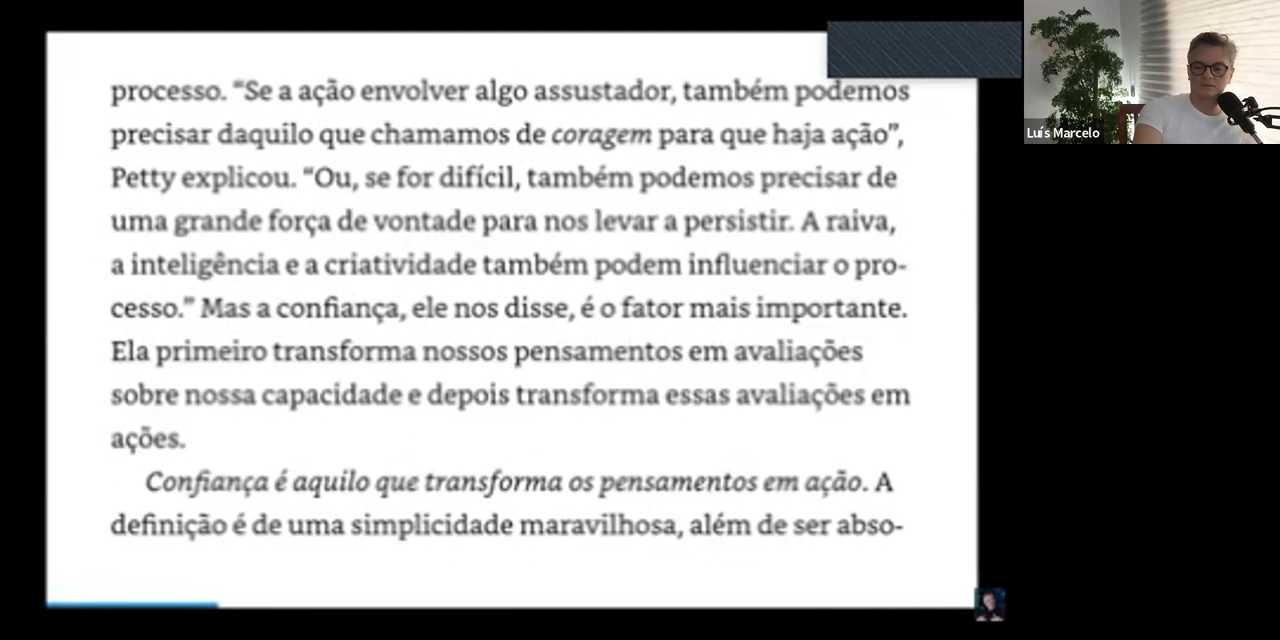 processo. “Se a ação envolver algo assustador, também podemos
precisar daquilo que chamamos de coragem para que haja ação”,
Petty explicou. “Ou, se for difícil, também podemos precisar de
uma grande força de vontade para nos levar a persistir. A raiva,
a inteligência e a criatividade também podem influenciar o pro-
cesso.” Mas a confiança, ele nos disse, é o fator mais importante.
Ela primeiro transforma nossos pensamentos em avaliações
sobre nossa capacidade e depois transforma essas avaliações em
ações.
Confiança é aquilo que transforma os pensamentos em ação. A
definição é de uma simplicidade maravilhosa, além de ser abso-
Luís Marcelo